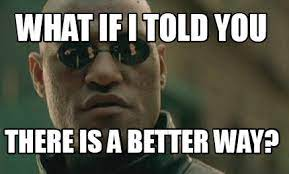 WHAT IF I TOLD YOU
THERE IS A BETTER WAY?